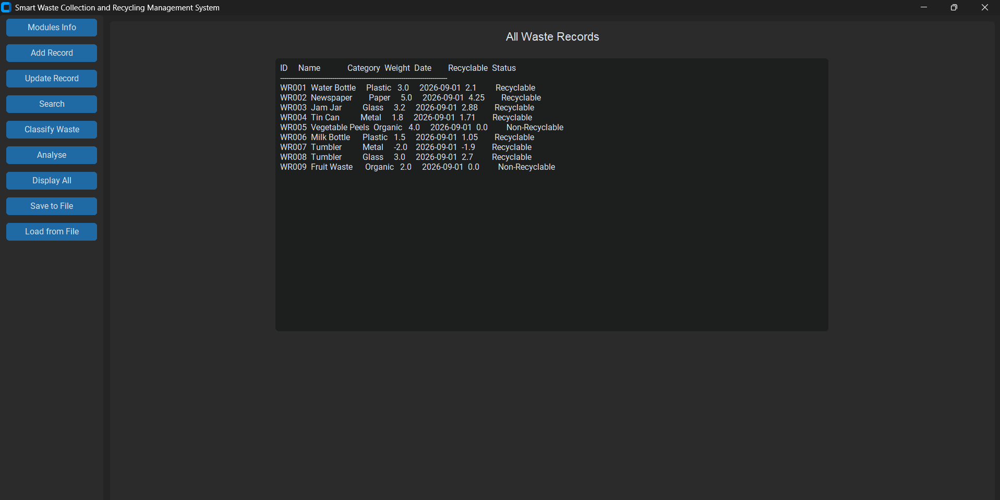 Smart Waste Collection and Recycling Management System
Modules Info
Add Record
Update Record
Search
Classify Waste
Analyse
Display All
Save to File
Load from File
All Waste Records
ID Name Category Weight Date Recyclable Status
--------------------------------------------------------------------------------
WR001 Water Bottle Plastic 3.0 2026-09-01 2.1 Recyclable
WR002 Newspaper Paper 5.0 2026-09-01 4.25 Recyclable
WR003 Jam Jar Glass 3.2 2026-09-01 2.88 Recyclable
WR004 Tin Can Metal 1.8 2026-09-01 1.71 Recyclable
WR005 Vegetable Peels Organic 4.0 2026-09-01 0.0 Non-Recyclable
WR006 Milk Bottle Plastic 1.5 2026-09-01 1.05 Recyclable
WR007 Tumbler Metal -2.0 2026-09-01 -1.9 Recyclable
WR008 Tumbler Glass 3.0 2026-09-01 2.7 Recyclable
WR009 Fruit Waste Organic 2.0 2026-09-01 0.0 Non-Recyclable